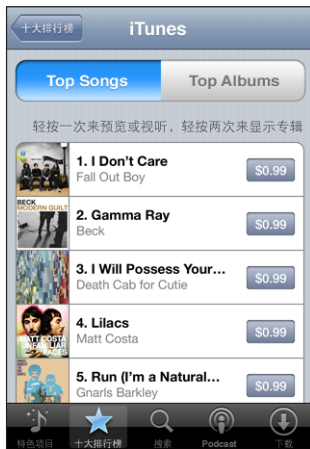 十大排行榜
iTunes
Top Songs
Top Albums
轻按一次来预览或视听，轻按两次来显示专辑
1. I Don't Care
Fall Out Boy
$0.99
BECK
MODERN GUILT
2. Gamma Ray
Beck
$0.99
3. I Will Possess Your...
Death Cab for Cutie
$0.99
MATT COSTA
UNFAMILIAR
FACES
4. Lilacs
Matt Costa
$0.99
5. Run (I'm a Natural...
Gnarls Barkley
$0.99
特色项目
十大排行榜
搜索
Podcast
下载